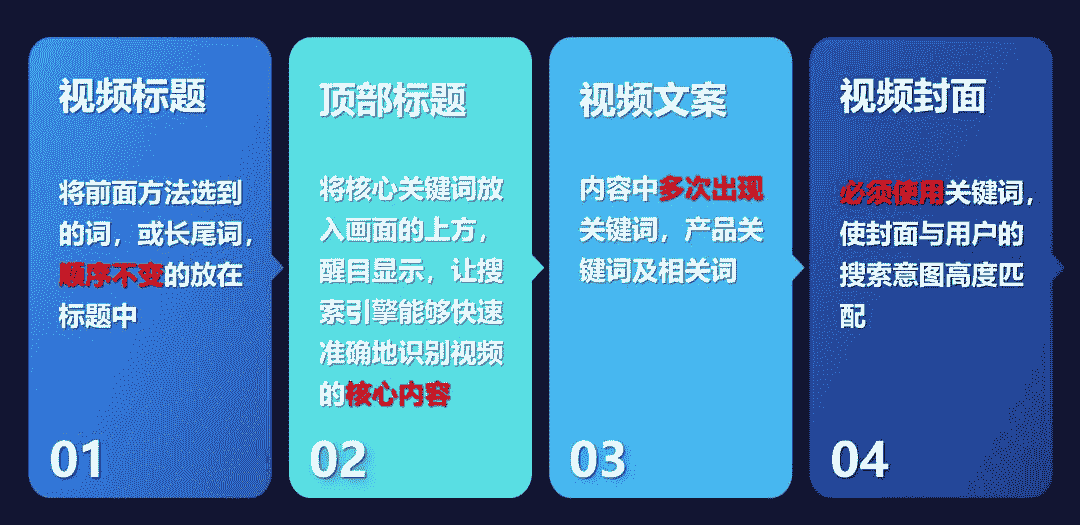 视频标题
将前面方法选到
的词，或长尾词，
顺序不变的放在
标题中
01
顶部标题
将核心关键词放
入画面的上方，
醒目显示，让搜
索引擎能够快速
准确地识别视频
的核心内容
02
视频文案
内容中多次出现
关键词，产品关
键词及相关词
03
视频封面
必须使用关键词，
使封面与用户的
搜索意图高度匹
配
04